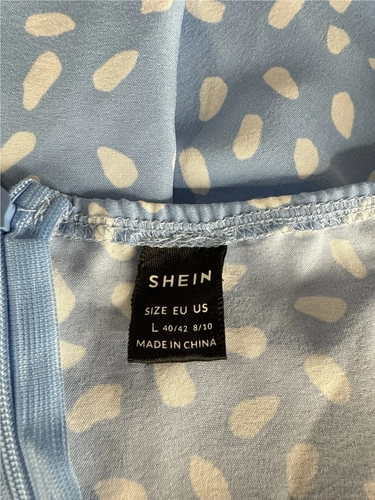 SHEIN
SIZE EU US
L 40/42 8/10
MADE IN CHINA